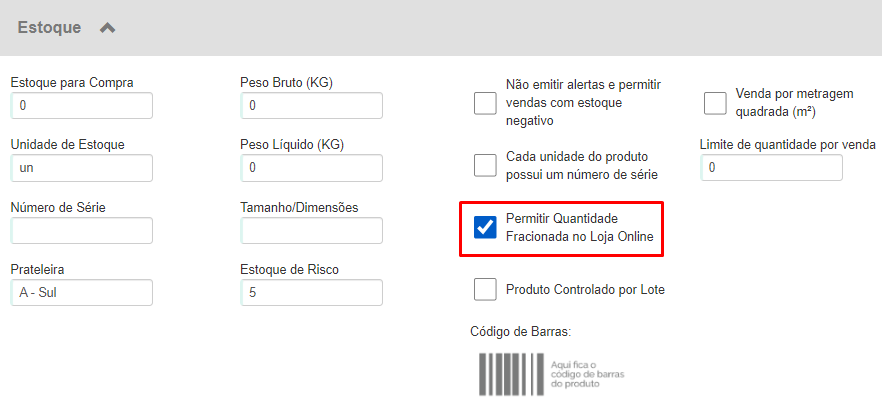 Estoque
Estoque para Compra
0
Peso Bruto (KG)
0
Não emitir alertas e permitir
vendas com estoque
negativo
Venda por metragem
quadrada (m²)
Unidade de Estoque
un
Peso Líquido (KG)
0
Cada unidade do produto
possui um número de série
Limite de quantidade por venda
0
Número de Série
Tamanho/Dimensões
Permitir Quantidade
Fracionada no Loja Online
Prateleira
A - Sul
Estoque de Risco
5
Produto Controlado por Lote
Código de Barras:
Aqui fica o
código de barras
do produto